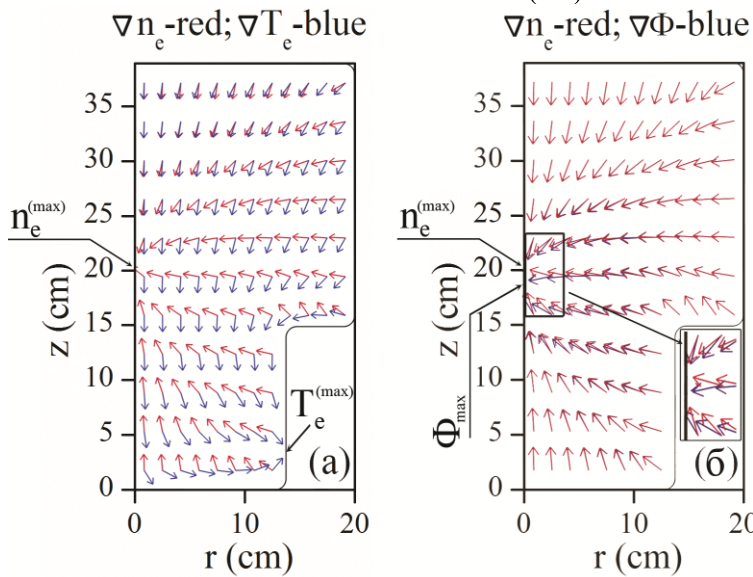 ∇n_e-red; ∇T_e-blue
∇n_e-red; ∇Φ-blue
35
30
25
20
15
10
5
0
z (cm)
n_e^(max)
T_e^(max)
(a)
0
10
20
r (cm)
35
30
25
20
15
10
5
0
z (cm)
n_e^(max)
Φ_max
(б)
0
10
20
r (cm)